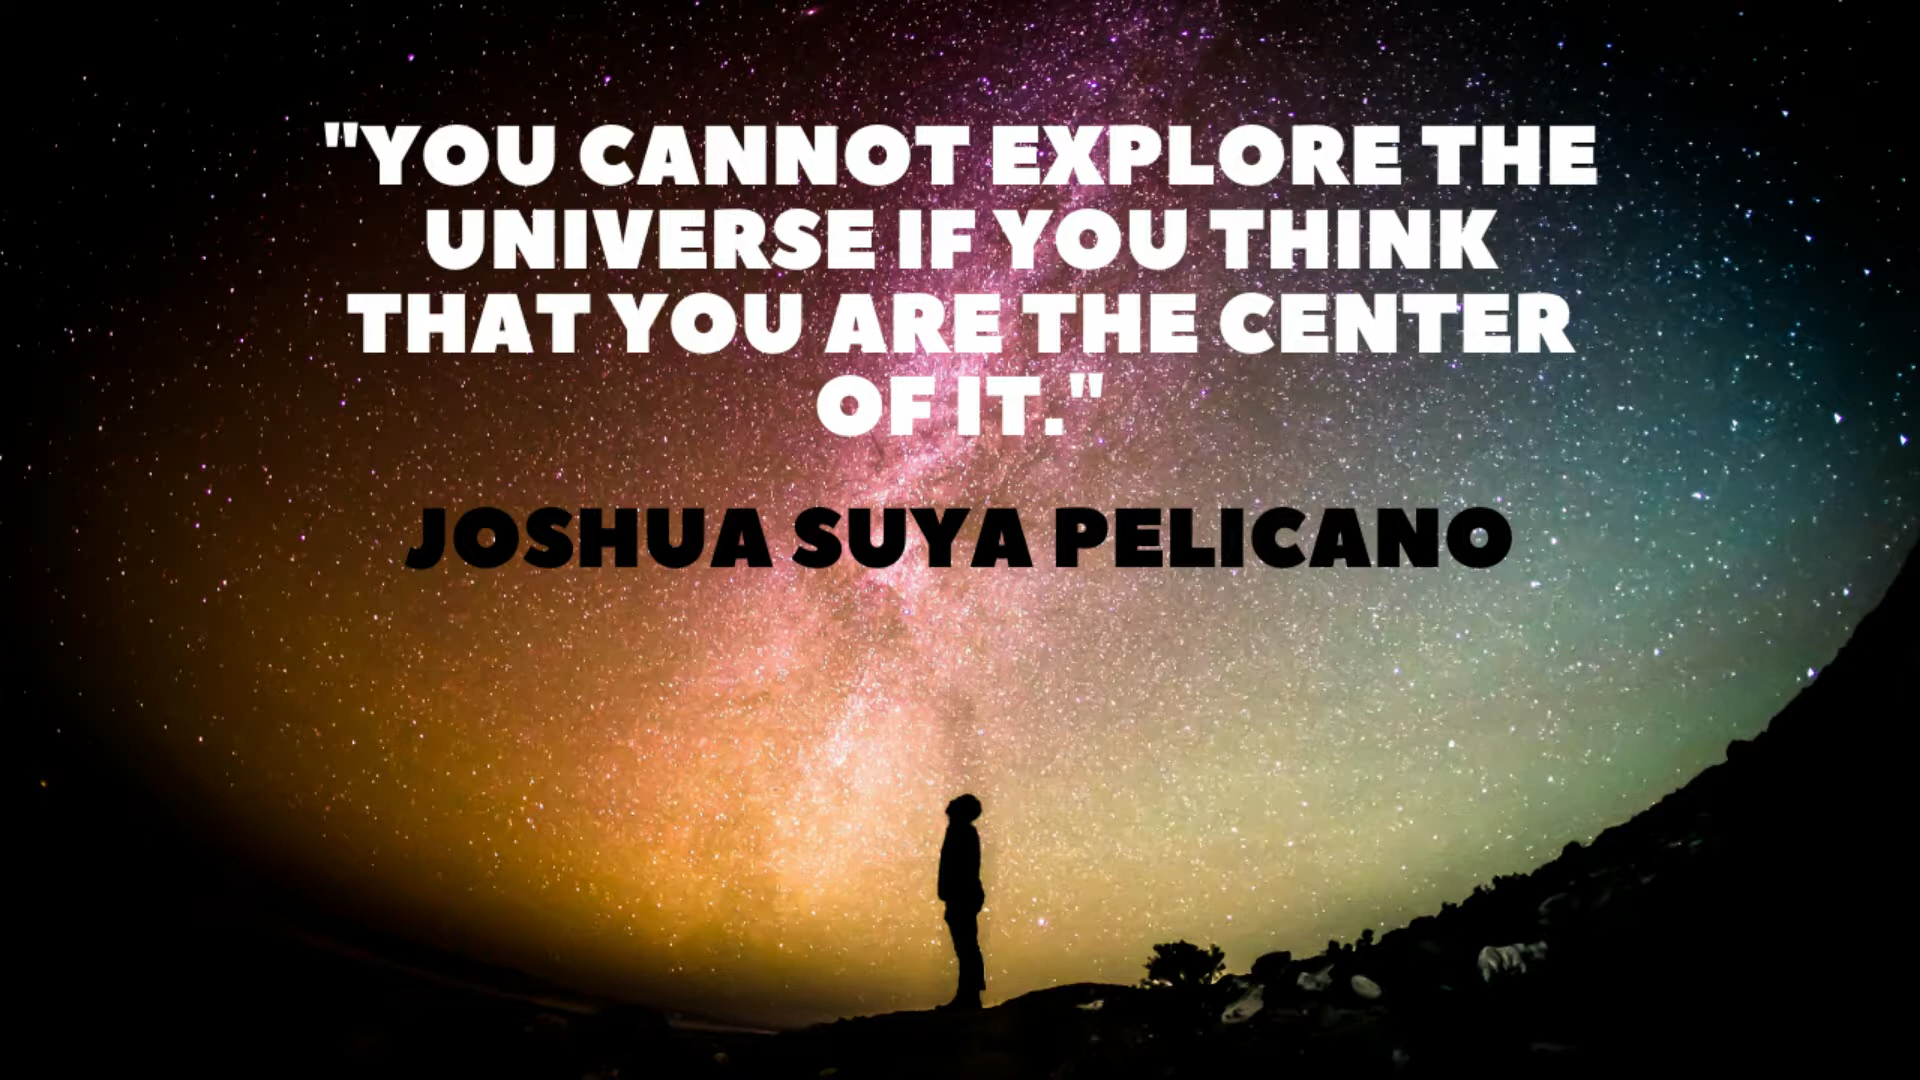 "YOU CANNOT EXPLORE THE
UNIVERSE IF YOU THINK
THAT YOU ARE THE CENTER
OF IT."
JOSHUA SUYA PELICANO